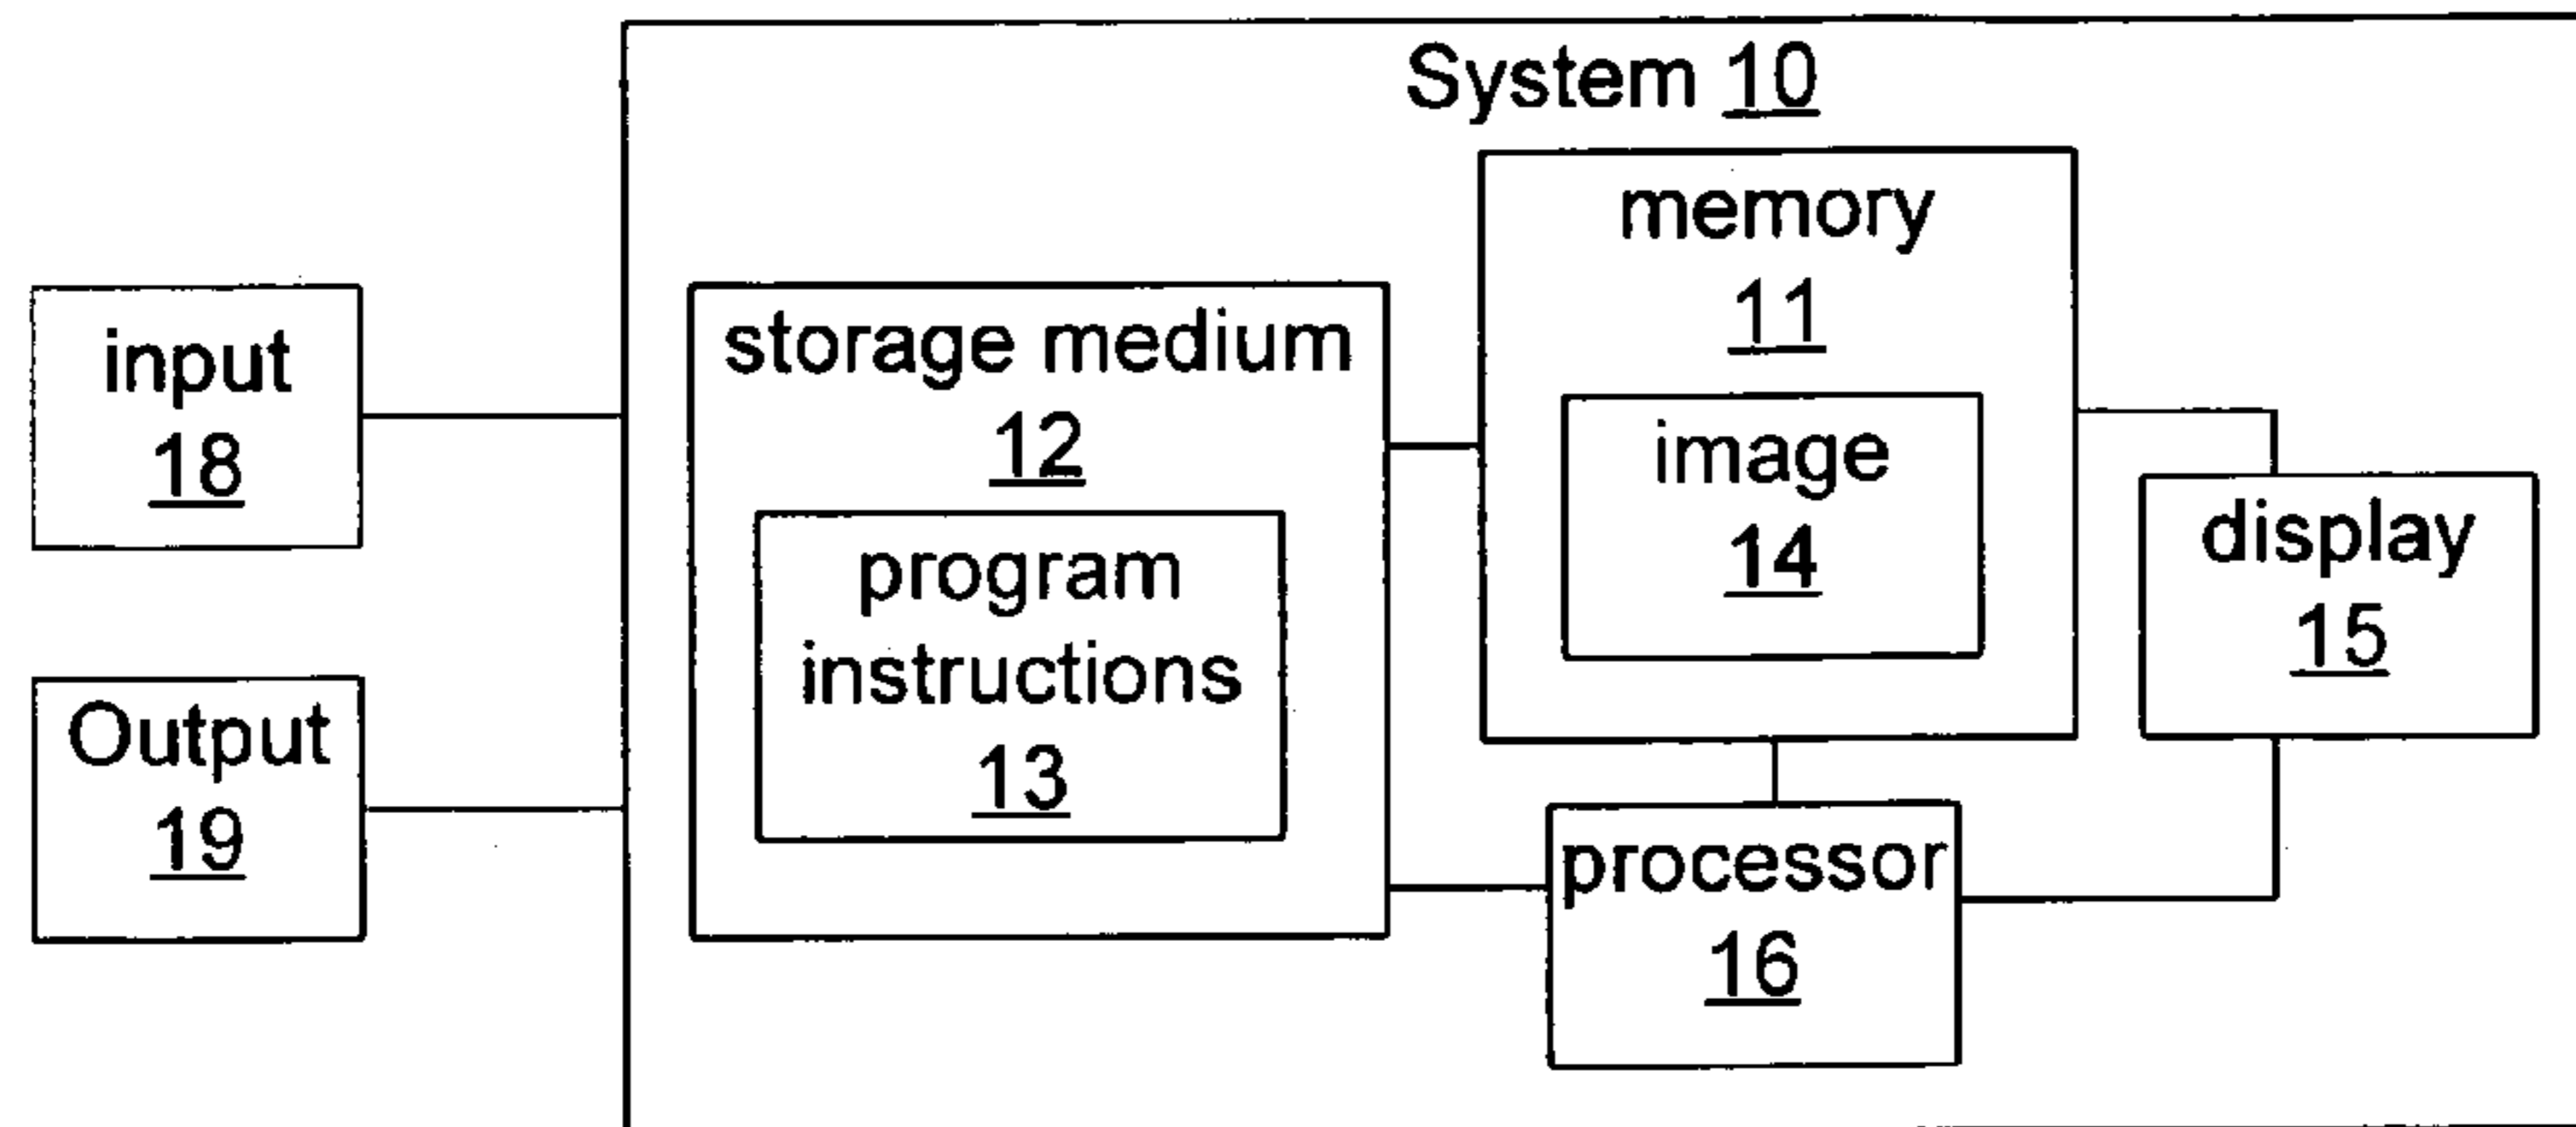 System 10
input
18
Output
19
storage medium
12
program
instructions
13
memory
11
image
14
display
15
processor
16